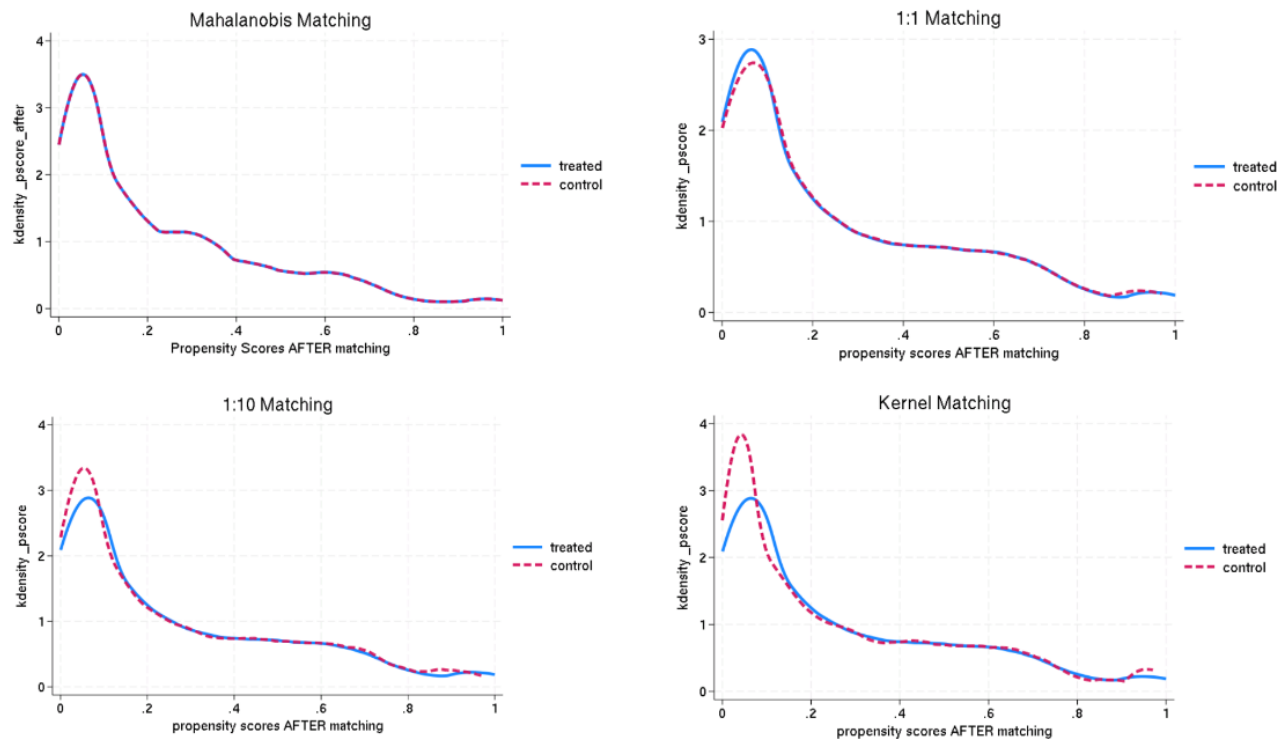 Mahalanobis Matching
kdensity _pscore_after
4
3
2
1
0
0 .2 .4 .6 .8 1
Propensity Scores AFTER matching
treated
control
1:1 Matching
kdensity _pscore
3
2
1
0
0 .2 .4 .6 .8 1
propensity scores AFTER matching
treated
control
1:10 Matching
kdensity _pscore
4
3
2
1
0
0 .2 .4 .6 .8 1
propensity scores AFTER matching
treated
control
Kernel Matching
kdensity _pscore
4
3
2
1
0
0 .2 .4 .6 .8 1
propensity scores AFTER matching
treated
control